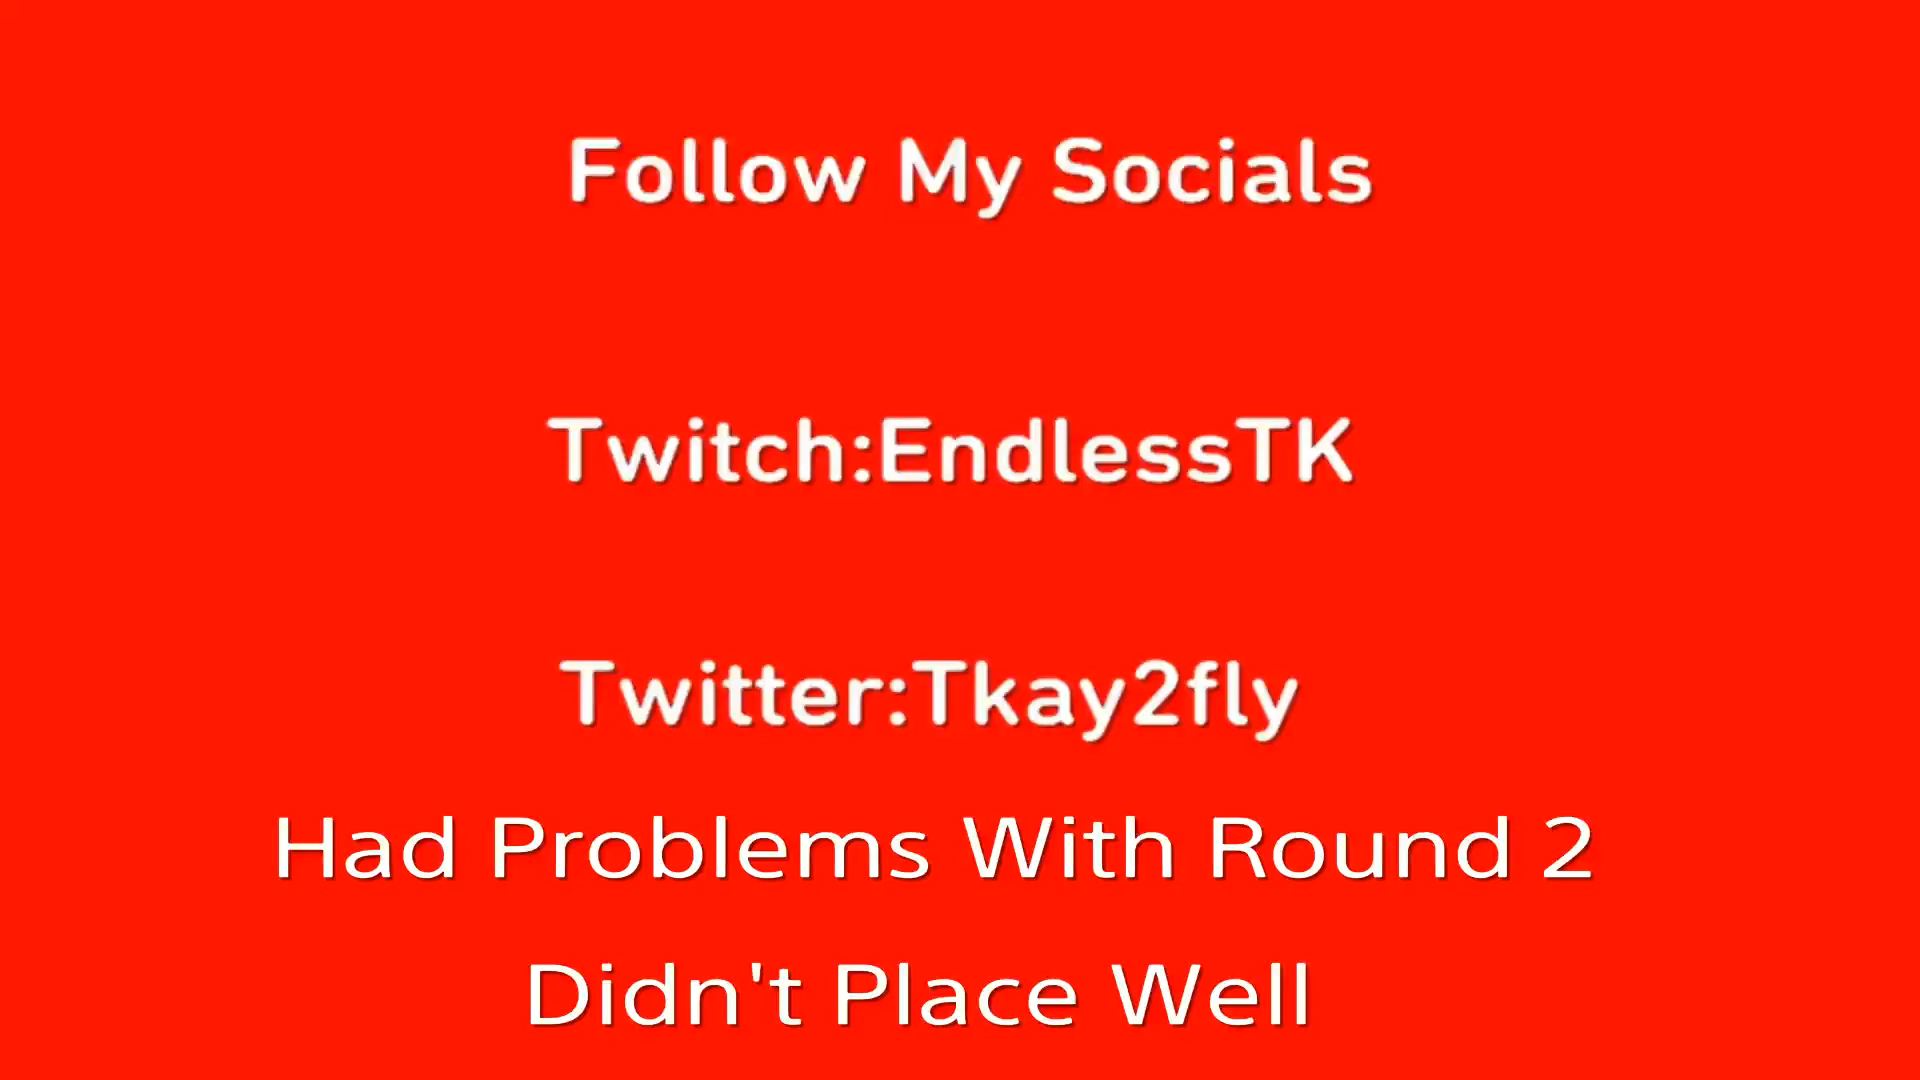 Follow My Socials
Twitch:EndlessTK
Twitter:Tkay2fly
Had Problems With Round 2
Didn't Place Well